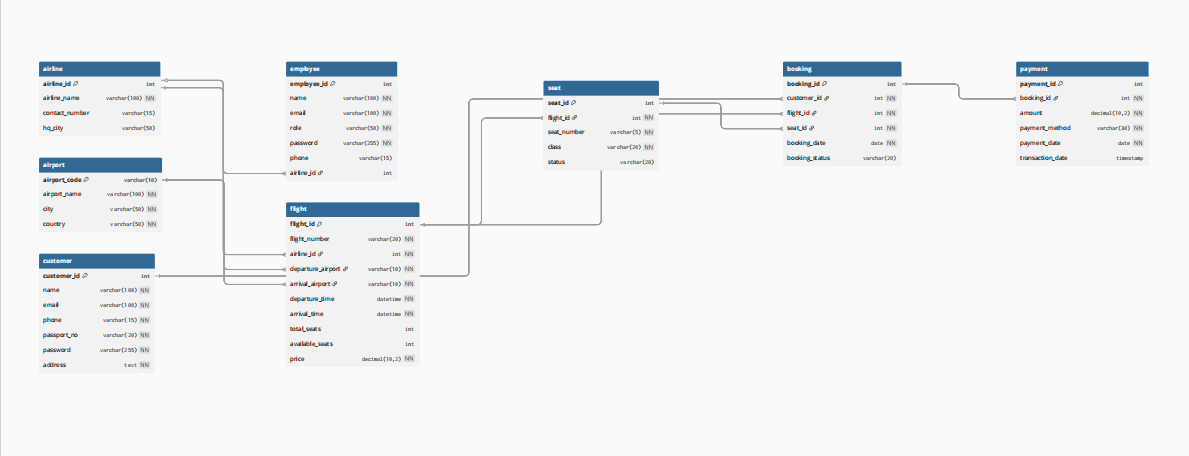 airline
airline_id int
airline_name varchar(100) NN
contact_number varchar(15)
hq_city varchar(50)
airport
airport_code varchar(10)
airport_name varchar(100) NN
city varchar(50) NN
country varchar(50) NN
customer
customer_id int
name varchar(100) NN
email varchar(100) NN
phone varchar(15) NN
passport_no varchar(20) NN
password varchar(255) NN
address text NN
employee
employee_id int
name varchar(100) NN
email varchar(100) NN
role varchar(50) NN
password varchar(255) NN
phone varchar(15)
airline_id int
flight
flight_id int
flight_number varchar(20) NN
airline_id int NN
departure_airport varchar(10) NN
arrival_airport varchar(10) NN
departure_time datetime NN
arrival_time datetime NN
total_seats int
available_seats int
price decimal(10,2) NN
seat
seat_id int
flight_id int NN
seat_number varchar(5) NN
class varchar(20) NN
status varchar(20)
booking
booking_id int
customer_id int NN
flight_id int NN
seat_id int NN
booking_date date NN
booking_status varchar(20)
payment
payment_id int
booking_id int NN
amount decimal(10,2) NN
payment_method varchar(30) NN
payment_date date NN
transaction_date timestamp